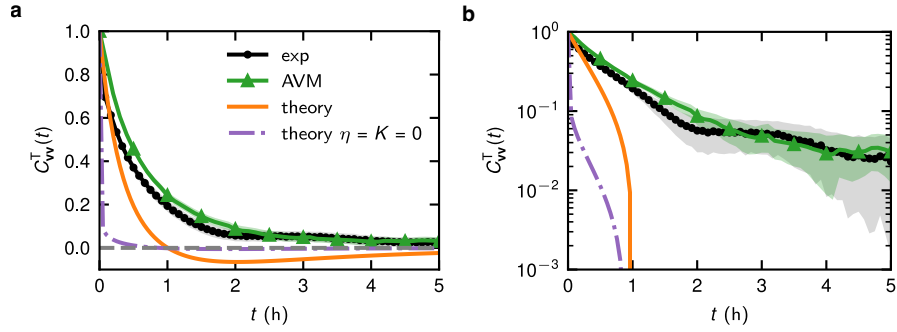 a
1.0
0.8
0.6
0.4
0.2
0.0
C^T_vv(t)
exp
AVM
theory
theory η = K = 0
0 1 2 3 4 5
t (h)
b
10^0
10^−1
10^−2
10^−3
C^T_vv(t)
0 1 2 3 4 5
t (h)